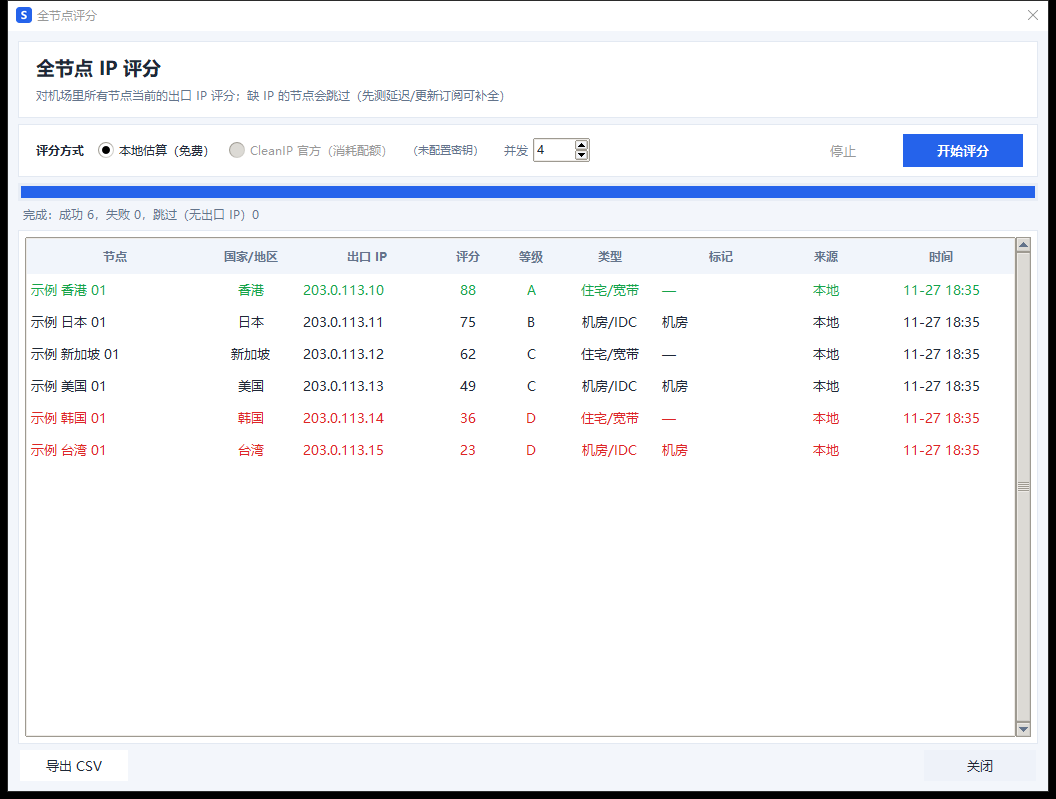 S 全节点评分
全节点 IP 评分
对机场里所有节点当前的出口 IP 评分；缺 IP 的节点会跳过（先测延迟/更新订阅可补全）
评分方式 本地估算（免费） CleanIP 官方（消耗配额） （未配置密钥） 并发 4 停止 开始评分
完成：成功 6，失败 0，跳过（无出口 IP）0
节点 国家/地区 出口 IP 评分 等级 类型 标记 来源 时间
示例 香港 01 香港 203.0.113.10 88 A 住宅/宽带 — 本地 11-27 18:35
示例 日本 01 日本 203.0.113.11 75 B 机房/IDC 机房 本地 11-27 18:35
示例 新加坡 01 新加坡 203.0.113.12 62 C 住宅/宽带 — 本地 11-27 18:35
示例 美国 01 美国 203.0.113.13 49 C 机房/IDC 机房 本地 11-27 18:35
示例 韩国 01 韩国 203.0.113.14 36 D 住宅/宽带 — 本地 11-27 18:35
示例 台湾 01 台湾 203.0.113.15 23 D 机房/IDC 机房 本地 11-27 18:35
导出 CSV 关闭